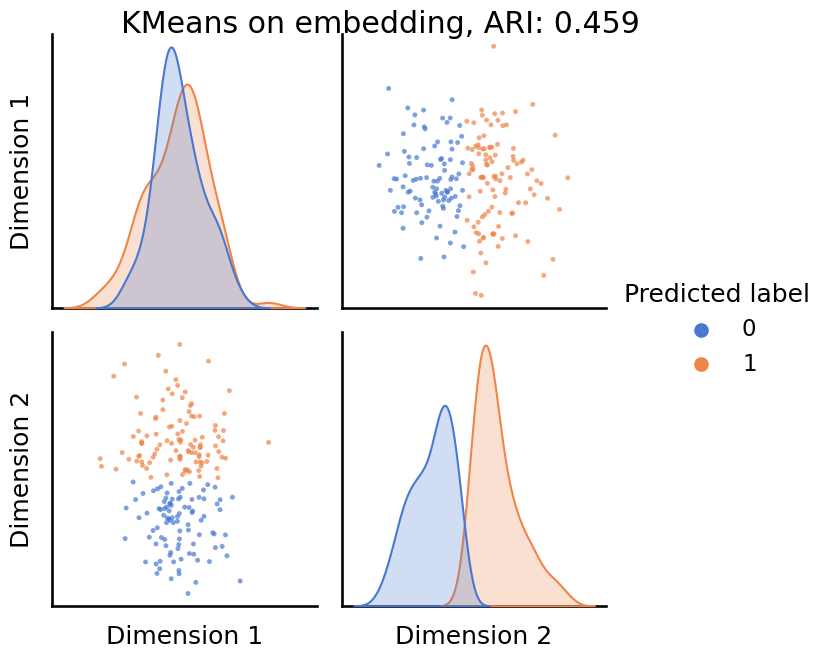 KMeans on embedding, ARI: 0.459
Dimension 1
Predicted label
0
1
Dimension 2
Dimension 1
Dimension 2